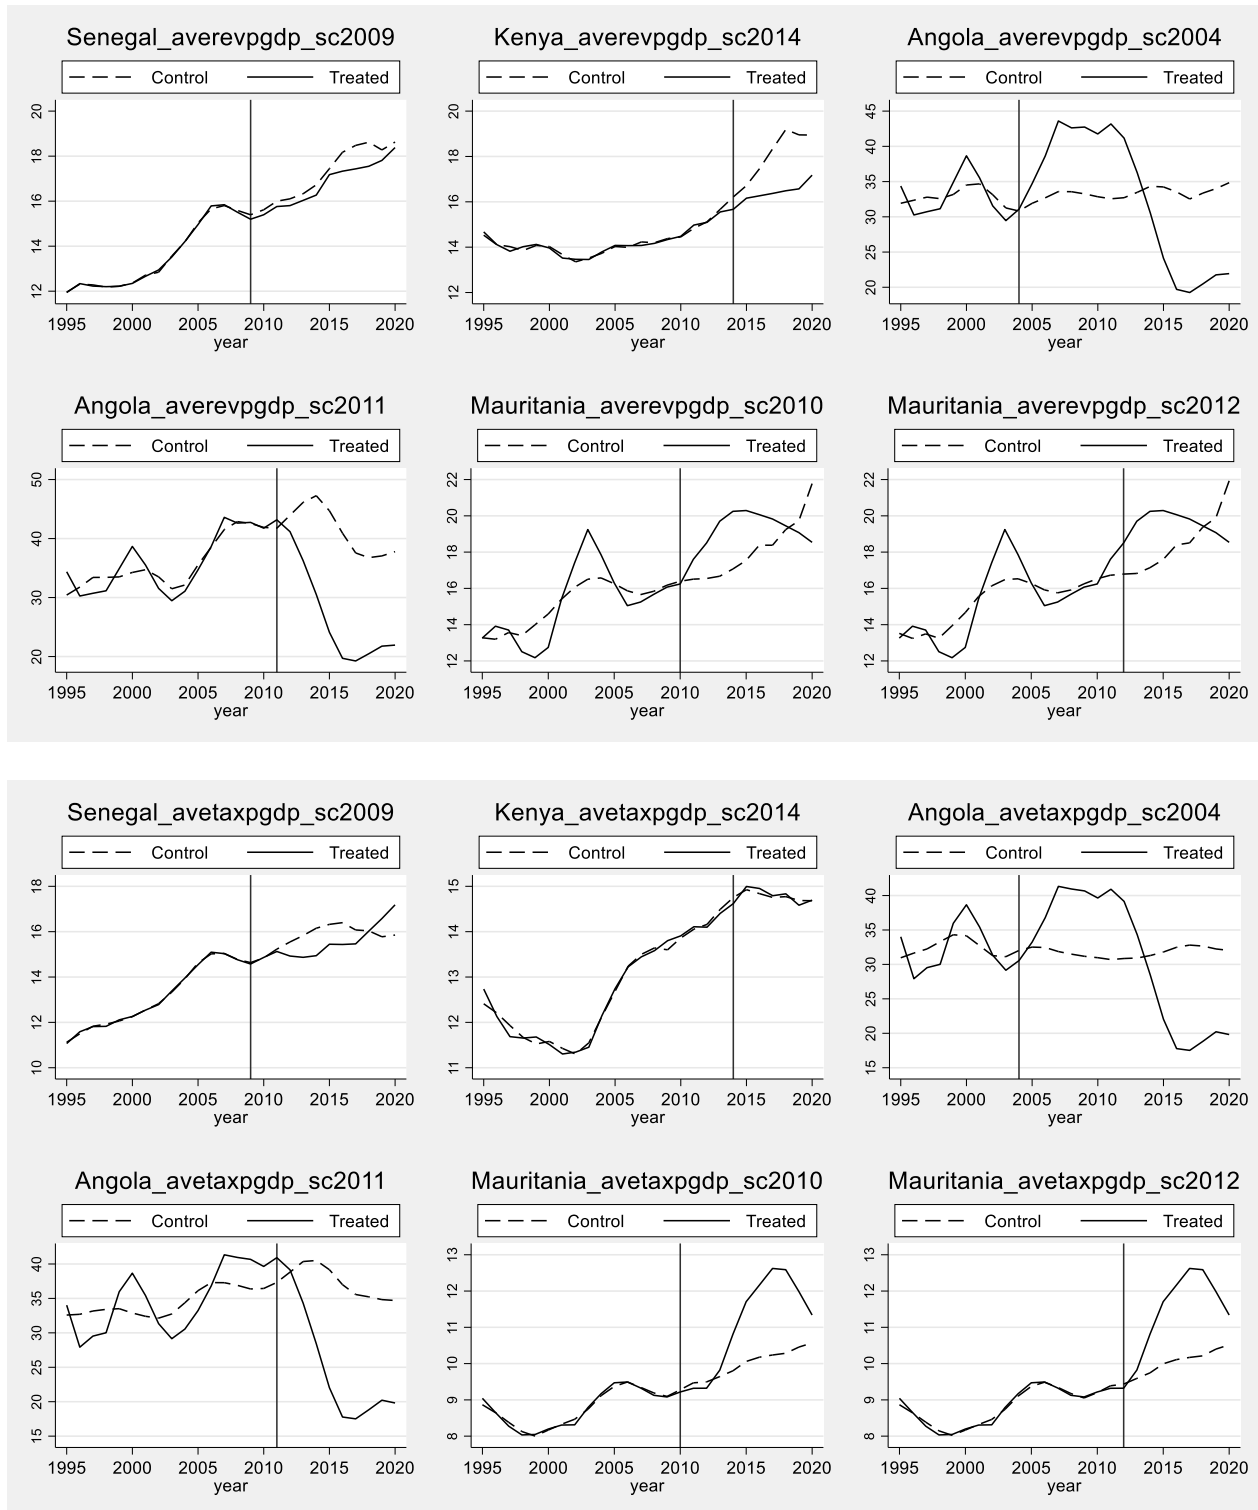 Senegal_averevpgdp_sc2009 Kenya_averevpgdp_sc2014 Angola_averevpgdp_sc2004
Control Treated Control Treated Control Treated
20 20 45
18 18 40
16 16 35
14 14 30
12 12 25
20
1995 2000 2005 2010 2015 2020 1995 2000 2005 2010 2015 2020 1995 2000 2005 2010 2015 2020
year year year
Angola_averevpgdp_sc2011 Mauritania_averevpgdp_sc2010 Mauritania_averevpgdp_sc2012
Control Treated Control Treated Control Treated
50 22 22
40 20 20
30 18 18
20 16 16
14 14
12 12
1995 2000 2005 2010 2015 2020 1995 2000 2005 2010 2015 2020 1995 2000 2005 2010 2015 2020
year year year
Senegal_avetaxpgdp_sc2009 Kenya_avetaxpgdp_sc2014 Angola_avetaxpgdp_sc2004
Control Treated Control Treated Control Treated
18 15 40
16 14 35
14 13 30
12 12 25
10 11 20
15
1995 2000 2005 2010 2015 2020 1995 2000 2005 2010 2015 2020 1995 2000 2005 2010 2015 2020
year year year
Angola_avetaxpgdp_sc2011 Mauritania_avetaxpgdp_sc2010 Mauritania_avetaxpgdp_sc2012
Control Treated Control Treated Control Treated
40 13 13
35 12 12
30 11 11
25 10 10
20 9 9
15 8 8
1995 2000 2005 2010 2015 2020 1995 2000 2005 2010 2015 2020 1995 2000 2005 2010 2015 2020
year year year